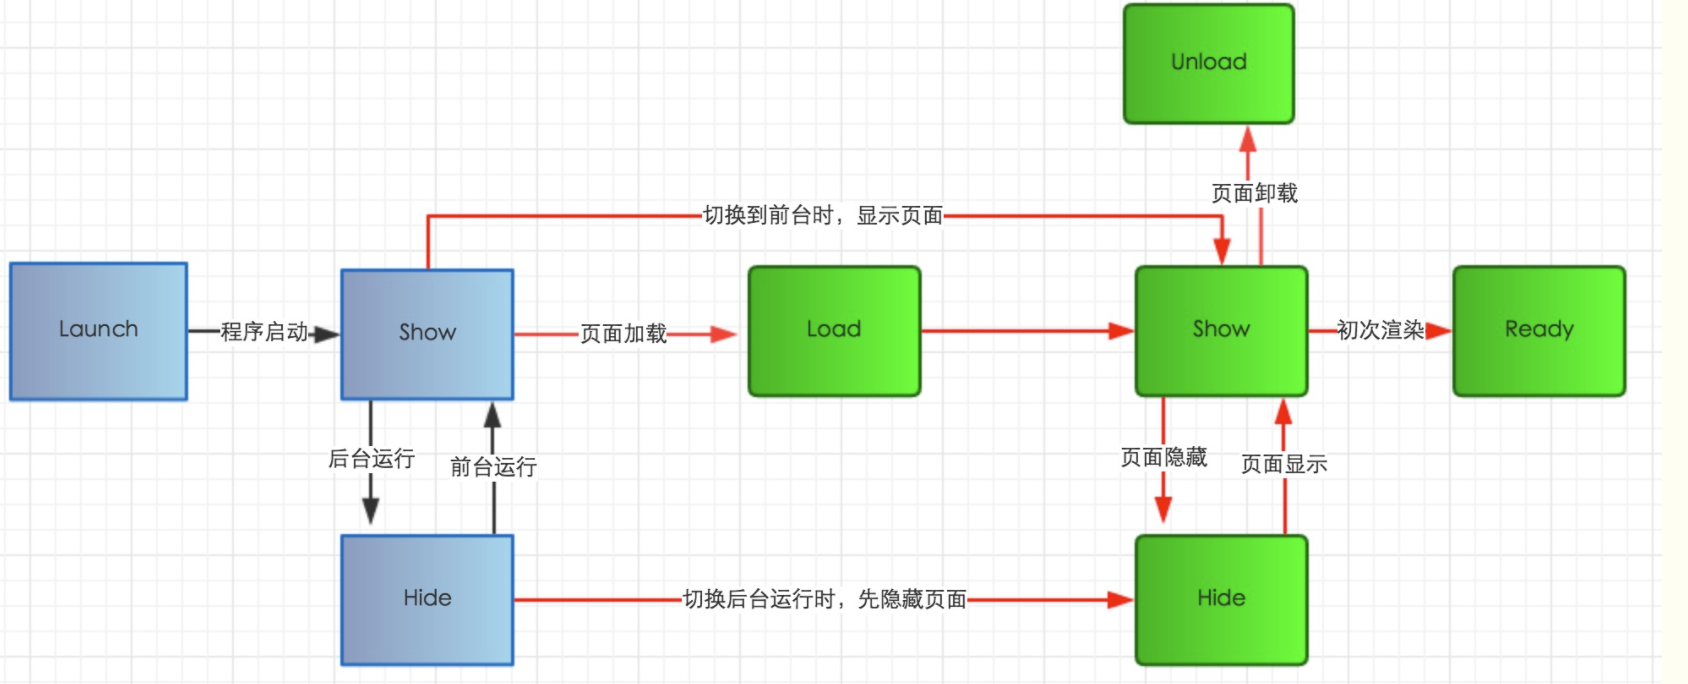 Unload
页面卸载
切换到前台时，显示页面
Launch
程序启动
Show
页面加载
Load
Show
初次渲染
Ready
后台运行
前台运行
页面隐藏
页面显示
Hide
切换后台运行时，先隐藏页面
Hide